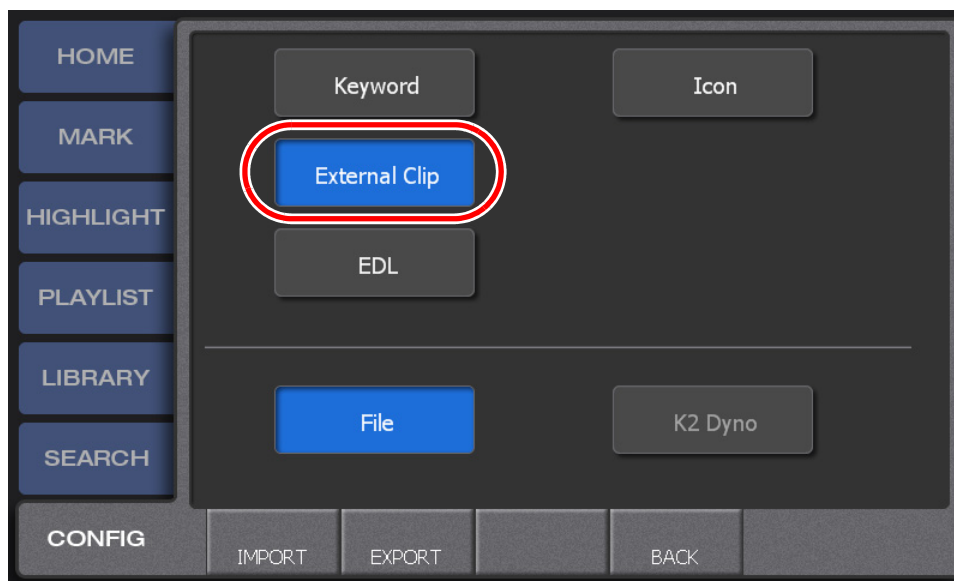 HOME
MARK
HIGHLIGHT
PLAYLIST
LIBRARY
SEARCH
CONFIG
Keyword
Icon
External Clip
EDL
File
K2 Dyno
IMPORT
EXPORT
BACK